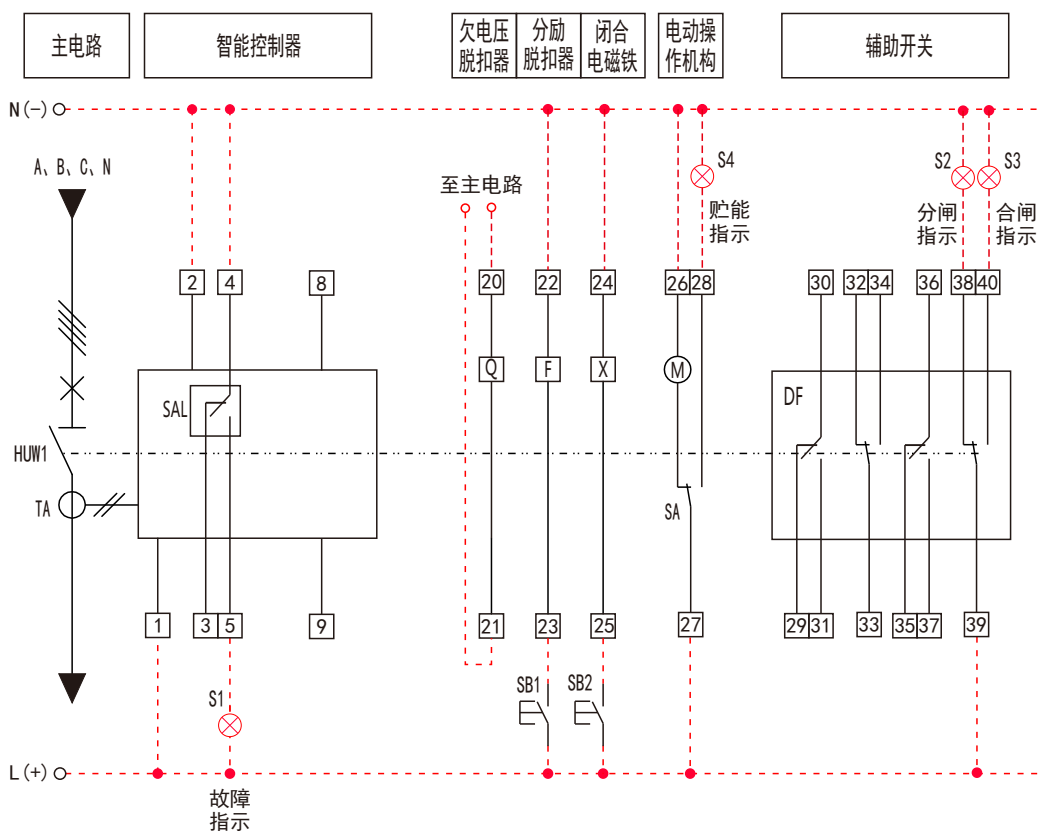 主电路
智能控制器
欠电压
脱扣器
分励
脱扣器
闭合
电磁铁
电动操
作机构
辅助开关
N(−)
A、B、C、N
S4
S2
S3
至主电路
贮能
指示
分闸
指示
合闸
指示
2 4 8 20 22 24 26 28 30 32 34 36 38 40
Q F X M
SAL
DF
HUW1
TA
SA
1 3 5 9 21 23 25 27 29 31 33 35 37 39
S1
SB1
SB2
L(+)
故障
指示